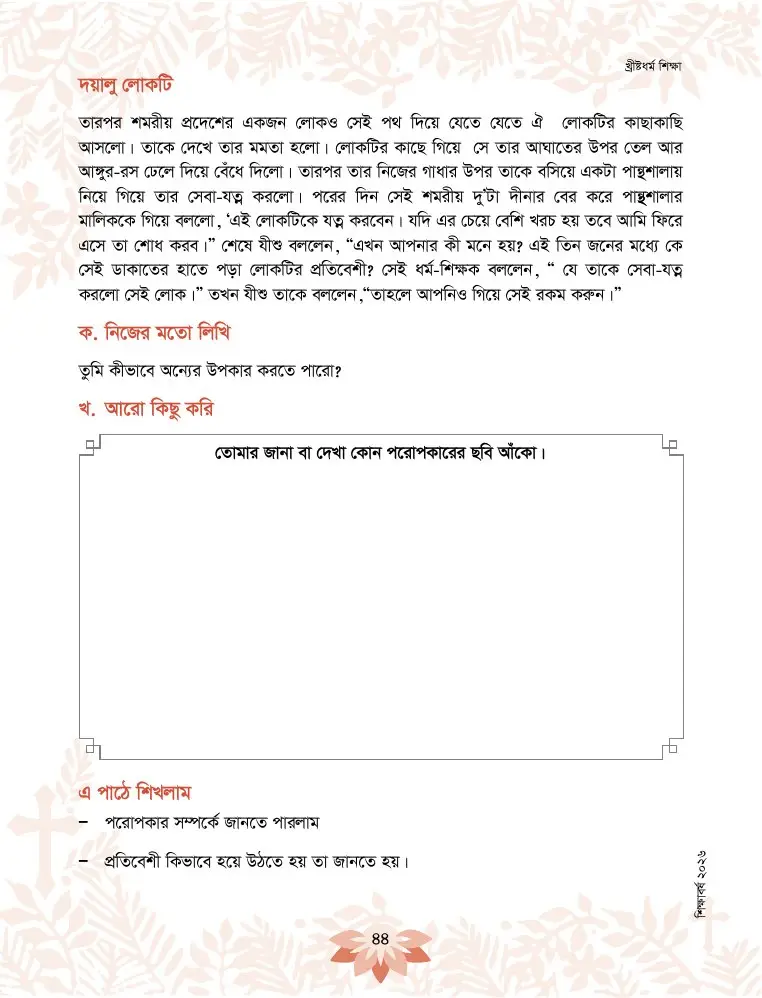 খ্রীষ্টধর্ম শিক্ষা
দয়ালু লোকটি
তারপর শমরীয় প্রদেশের একজন লোকও সেই পথ দিয়ে যেতে যেতে ঐ লোকটির কাছাকাছি
আসলো। তাকে দেখে তার মমতা হলো। লোকটির কাছে গিয়ে সে তার আঘাতের উপর তেল আর
আঙ্গুর-রস ঢেলে দিয়ে বেঁধে দিলো। তারপর তার নিজের গাধার উপর তাকে বসিয়ে একটা পান্থশালায়
নিয়ে গিয়ে তার সেবা-যত্ন করলো। পরের দিন সেই শমরীয় দু'টা দীনার বের করে পান্থশালার
মালিককে গিয়ে বললো, ‘এই লোকটিকে যত্ন করবেন। যদি এর চেয়ে বেশি খরচ হয় তবে আমি ফিরে
এসে তা শোধ করব।” শেষে যীশু বললেন, “এখন আপনার কী মনে হয়? এই তিন জনের মধ্যে কে
সেই ডাকাতের হাতে পড়া লোকটির প্রতিবেশী? সেই ধর্ম-শিক্ষক বললেন, “ যে তাকে সেবা-যত্ন
করলো সেই লোক।” তখন যীশু তাকে বললেন,“তাহলে আপনিও গিয়ে সেই রকম করুন।”
ক. নিজের মতো লিখি
তুমি কীভাবে অন্যের উপকার করতে পারো?
খ. আরো কিছু করি
তোমার জানা বা দেখা কোন পরোপকারের ছবি আঁকো।
এ পাঠে শিখলাম
– পরোপকার সম্পর্কে জানতে পারলাম
– প্রতিবেশী কিভাবে হয়ে উঠতে হয় তা জানতে হয়।
শিক্ষাবর্ষ ২০২৬
৪৪